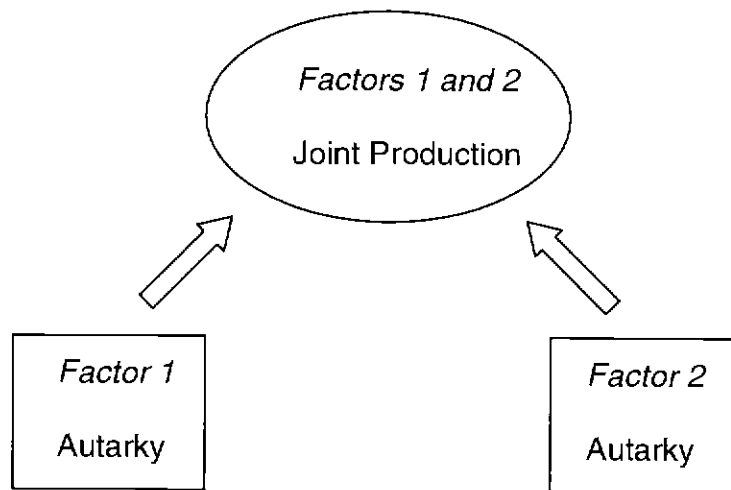 Factors 1 and 2
Joint Production
Factor 1
Autarky
Factor 2
Autarky